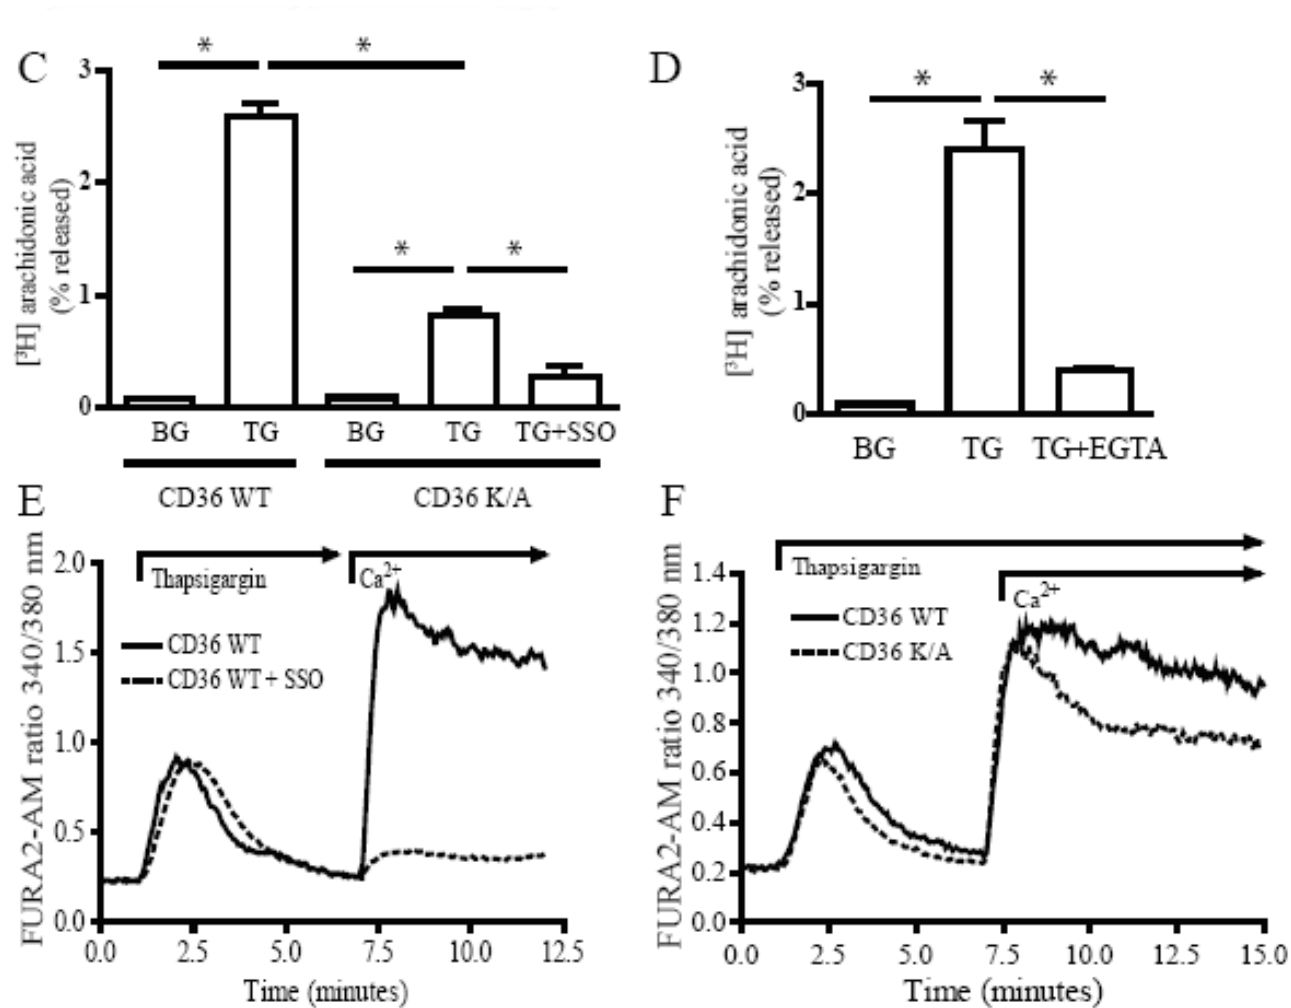 C
* *
3
2
1
0
* *
[³H] arachidonic acid
(% released)
BG TG BG TG TG+SSO
CD36 WT CD36 K/A
D
* *
3
2
1
0
[³H] arachidonic acid
(% released)
BG TG TG+EGTA
E
2.0
1.5
1.0
0.5
0.0
FURA2-AM ratio 340/380 nm
Thapsigargin
Ca²⁺
CD36 WT
CD36 WT + SSO
0.0 2.5 5.0 7.5 10.0 12.5
Time (minutes)
F
1.4
1.2
1.0
0.8
0.6
0.4
0.2
0.0
FURA2-AM ratio 340/380 nm
Thapsigargin
Ca²⁺
CD36 WT
CD36 K/A
0.0 2.5 5.0 7.5 10.0 12.5 15.0
Time (minutes)